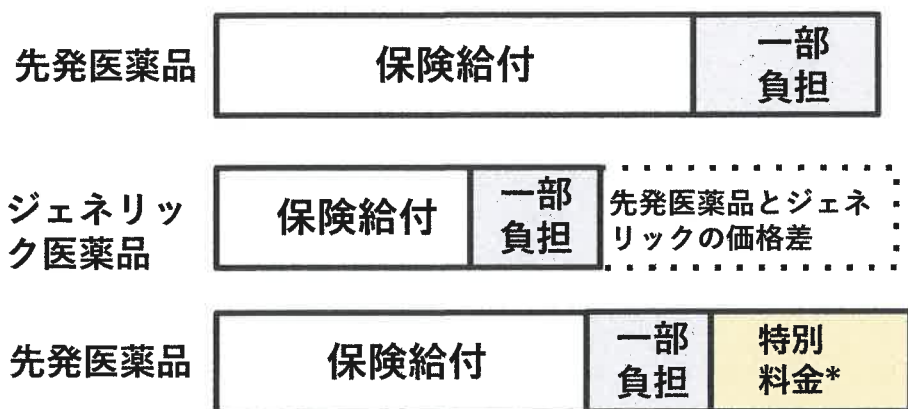 先発医薬品
保険給付
一部
負担
ジェネリッ
ク医薬品
保険給付
一部
負担
先発医薬品とジェネ
リックの価格差
先発医薬品
保険給付
一部
負担
特別
料金*